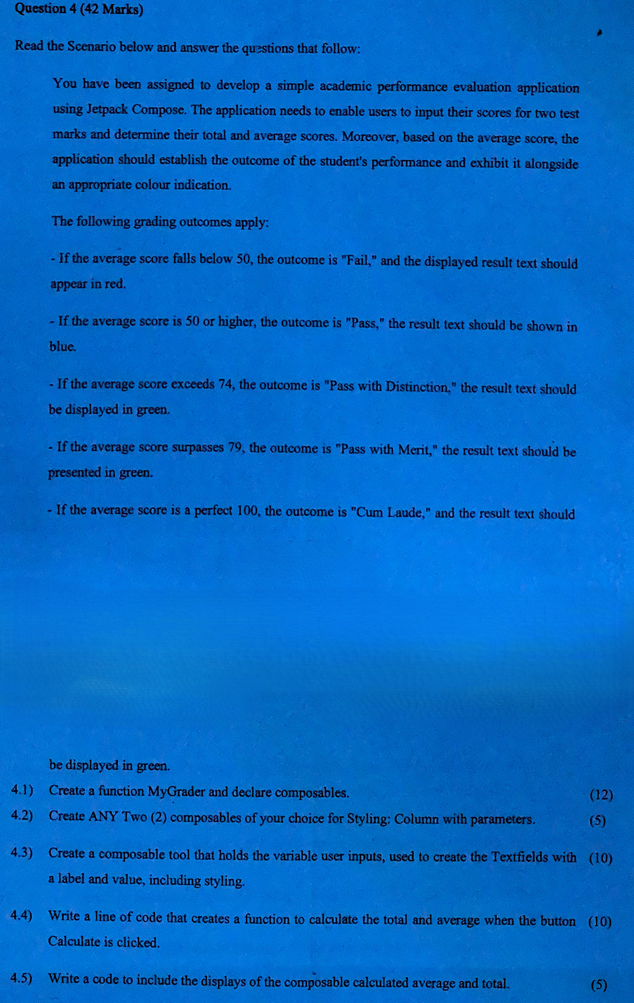 Question 4 (42 Marks)
Read the Scenario below and answer the questions that follow:
You have been assigned to develop a simple academic performance evaluation application
using Jetpack Compose. The application needs to enable users to input their scores for two test
marks and determine their total and average scores. Moreover, based on the average score, the
application should establish the outcome of the student's performance and exhibit it alongside
an appropriate colour indication.
The following grading outcomes apply:
- If the average score falls below 50, the outcome is "Fail," and the displayed result text should
appear in red.
- If the average score is 50 or higher, the outcome is "Pass," the result text should be shown in
blue.
- If the average score exceeds 74, the outcome is "Pass with Distinction," the result text should
be displayed in green.
- If the average score surpasses 79, the outcome is "Pass with Merit," the result text should be
presented in green.
- If the average score is a perfect 100, the outcome is "Cum Laude," and the result text should
be displayed in green.
4.1) Create a function MyGrader and declare composables. (12)
4.2) Create ANY Two (2) composables of your choice for Styling: Column with parameters. (5)
4.3) Create a composable tool that holds the variable user inputs, used to create the Textfields with (10)
a label and value, including styling.
4.4) Write a line of code that creates a function to calculate the total and average when the button (10)
Calculate is clicked.
4.5) Write a code to include the displays of the composable calculated average and total. (5)